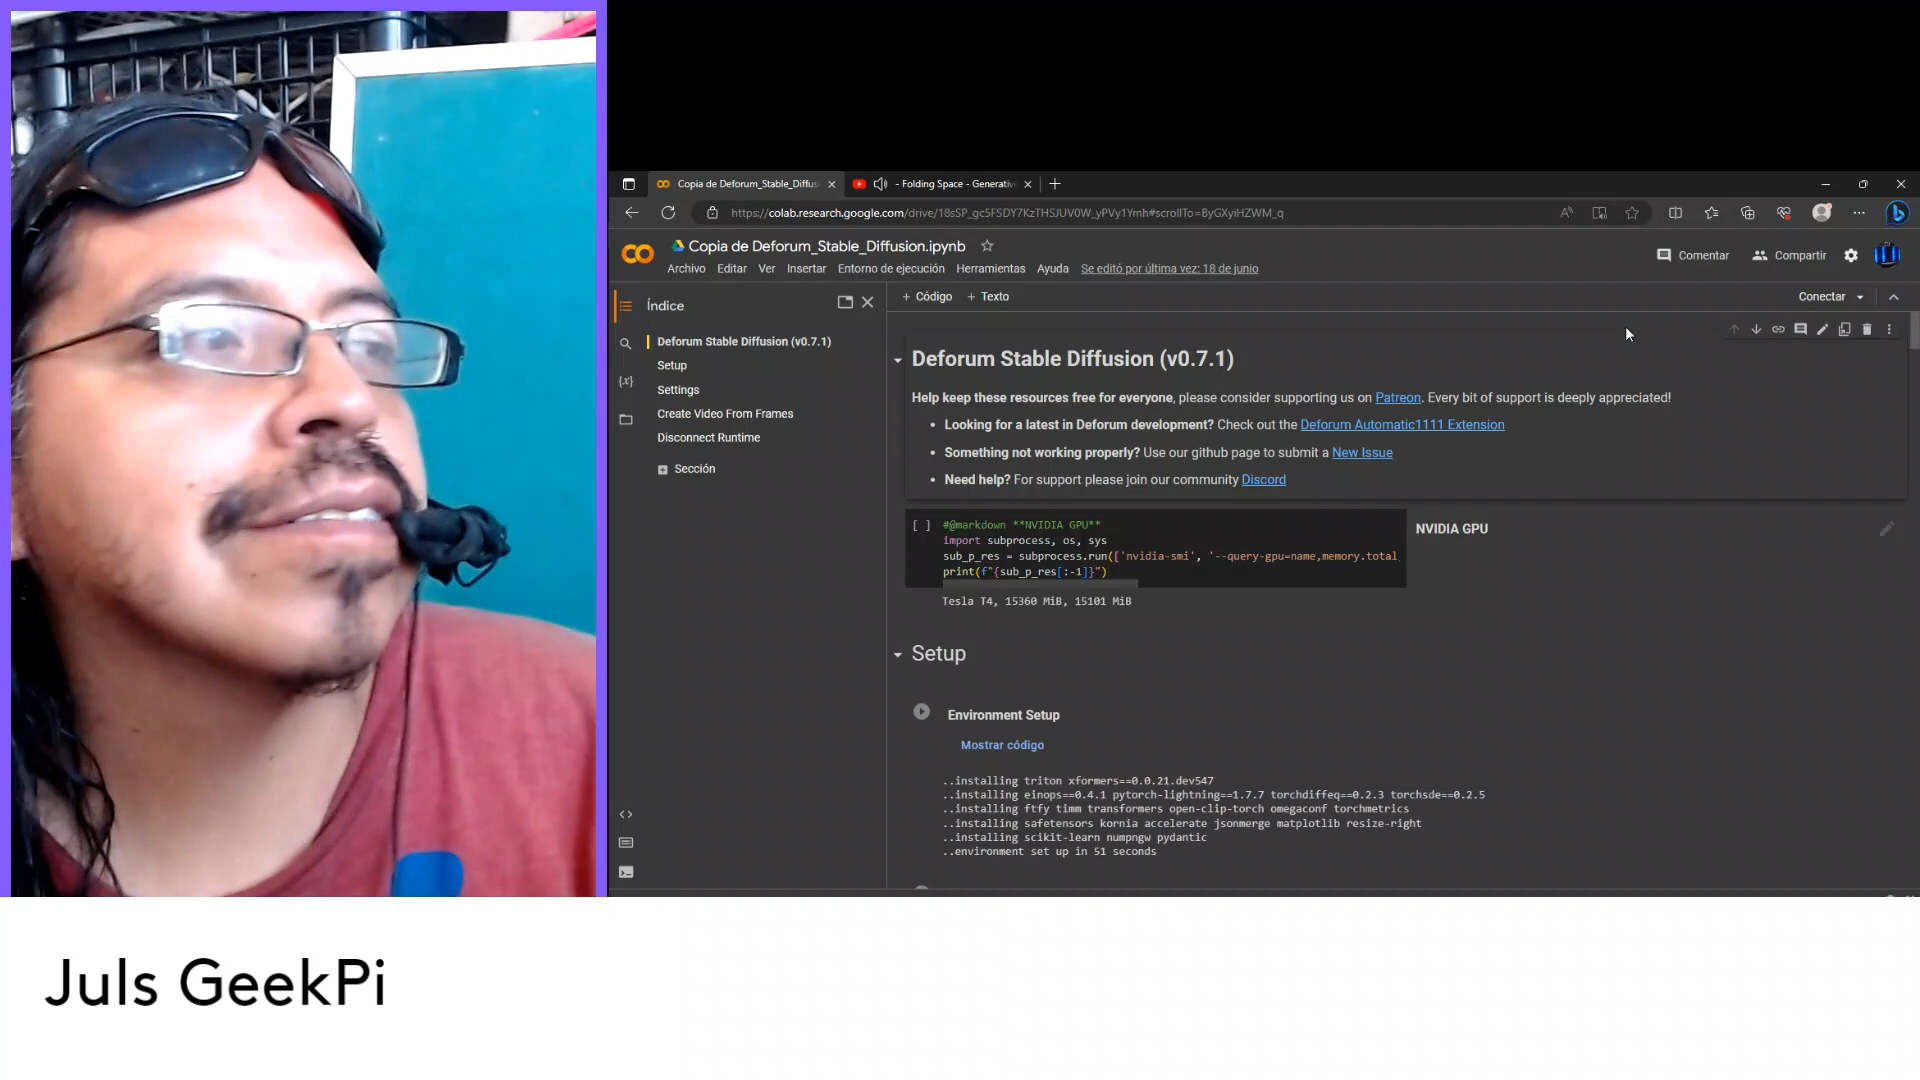 Copia de Deforum_Stable_Diffus
- Folding Space - Generativ
https://colab.research.google.com/drive/18sSP_gc5FSDY7KzTHSJUV0W_yPVy1Ymh#scrollTo=ByGXyiHZWM_q
Copia de Deforum_Stable_Diffusion.ipynb
Archivo Editar Ver Insertar Entorno de ejecución Herramientas Ayuda Se editó por última vez: 18 de junio
Comentar Compartir
Índice
Deforum Stable Diffusion (v0.7.1)
Setup
Settings
Create Video From Frames
Disconnect Runtime
Sección
+ Código + Texto
Conectar
Deforum Stable Diffusion (v0.7.1)
Help keep these resources free for everyone, please consider supporting us on Patreon. Every bit of support is deeply appreciated!
• Looking for a latest in Deforum development? Check out the Deforum Automatic1111 Extension
• Something not working properly? Use our github page to submit a New Issue
• Need help? For support please join our community Discord
[ ] #@markdown **NVIDIA GPU**
import subprocess, os, sys
sub_p_res = subprocess.run(['nvidia-smi', '--query-gpu=name,memory.total
print(f"{sub_p_res[:-1]}")
NVIDIA GPU
Tesla T4, 15360 MiB, 15101 MiB
Setup
Environment Setup
Mostrar código
..installing triton xformers==0.0.21.dev547
..installing einops==0.4.1 pytorch-lightning==1.7.7 torchdiffeq==0.2.3 torchsde==0.2.5
..installing ftfy timm transformers open-clip-torch omegaconf torchmetrics
..installing safetensors kornia accelerate jsonmerge matplotlib resize-right
..installing scikit-learn numpngw pydantic
..environment set up in 51 seconds
Juls GeekPi